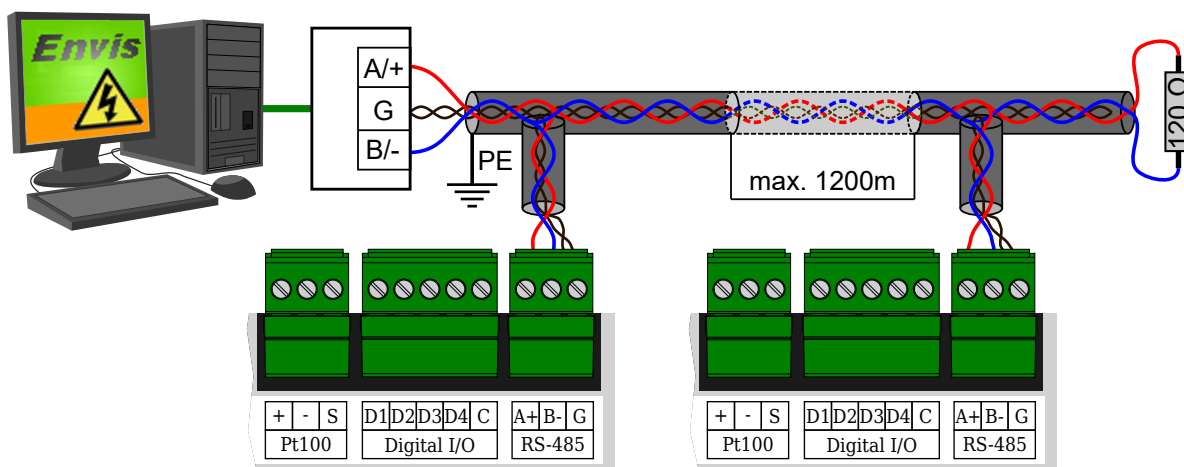 Envis
A/+
G
B/-
PE
max. 1200m
120 Ω
+ - S D1 D2 D3 D4 C A+ B- G
Pt100 Digital I/O RS-485
+ - S D1 D2 D3 D4 C A+ B- G
Pt100 Digital I/O RS-485